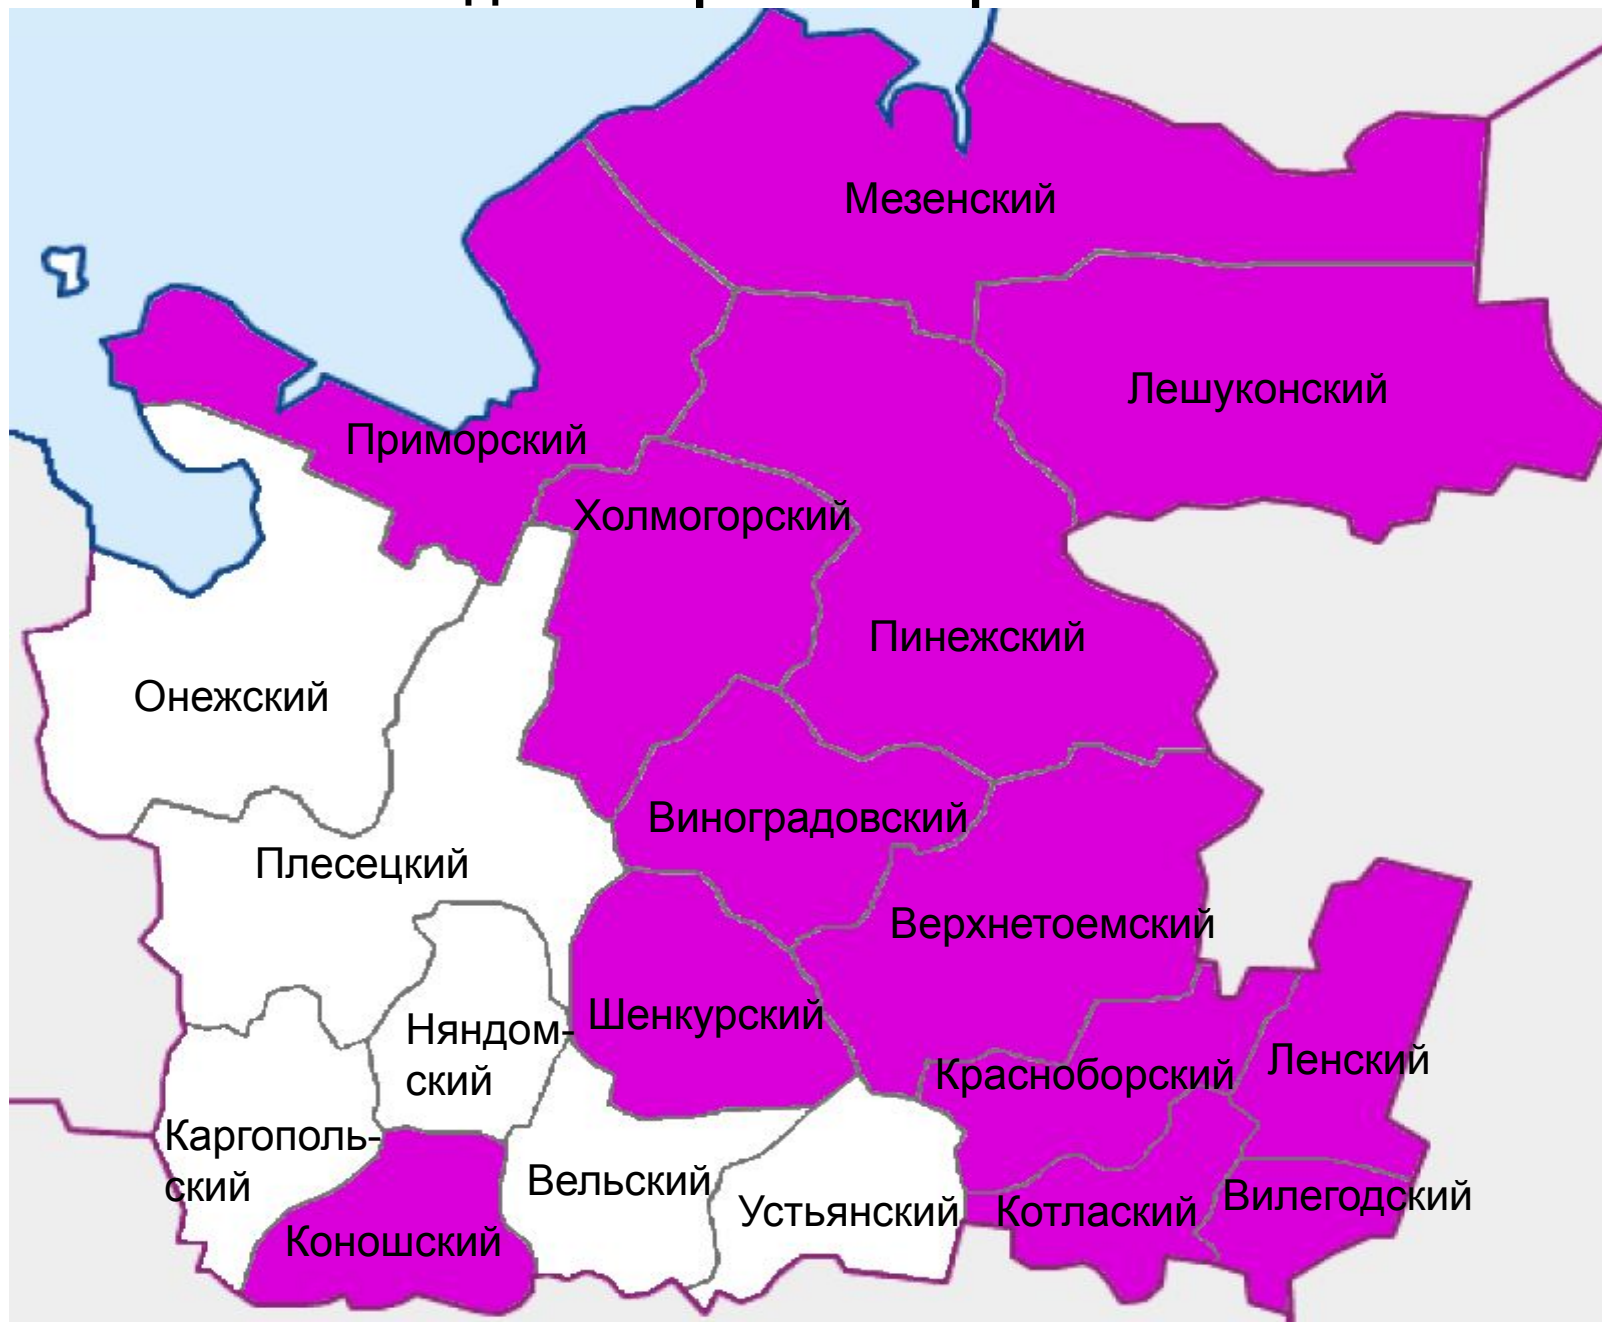 Мезенский
Лешуконский
Приморский
Холмогорский
Пинежский
Онежский
Виноградовский
Плесецкий
Верхнетоемский
Шенкурский
Няндом-
ский
Красноборский
Ленский
Каргополь-
ский
Вельский
Устьянский
Котлаский
Вилегодский
Коношский